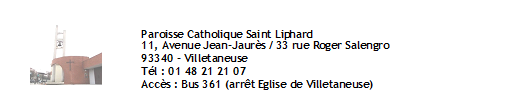 Paroisse Catholique Saint Liphard
11, Avenue Jean-Jaurès / 33 rue Roger Salengro
93340 - Villetaneuse
Tél : 01 48 21 21 07
Accès : Bus 361 (arrêt Eglise de Villetaneuse)